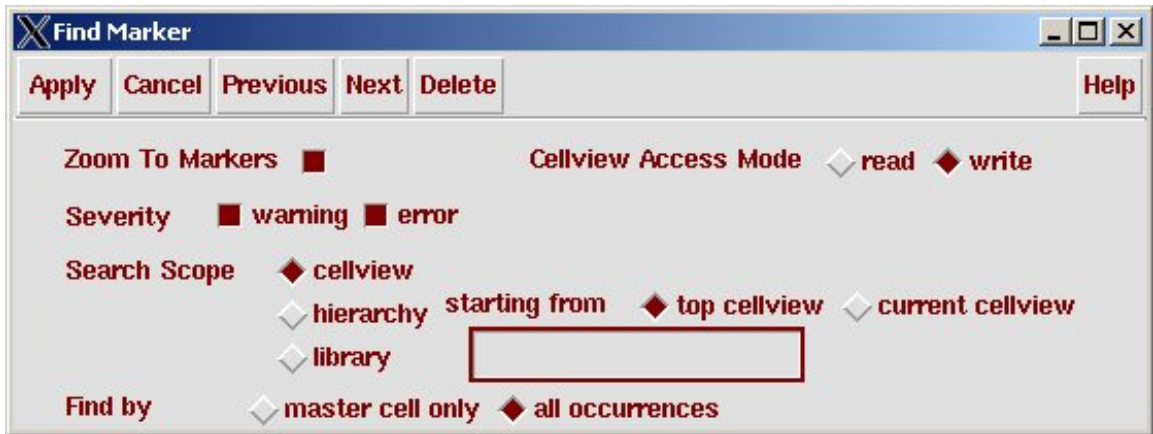 Find Marker
Apply Cancel Previous Next Delete Help
Zoom To Markers Cellview Access Mode read write
Severity warning error
Search Scope cellview
hierarchy starting from top cellview current cellview
library
Find by master cell only all occurrences